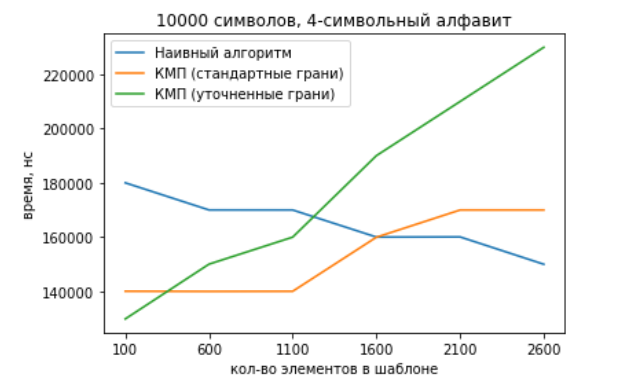 10000 символов, 4-символьный алфавит
Наивный алгоритм
КМП (стандартные грани)
КМП (уточненные грани)
время, нс
220000
200000
180000
160000
140000
100 600 1100 1600 2100 2600
кол-во элементов в шаблоне